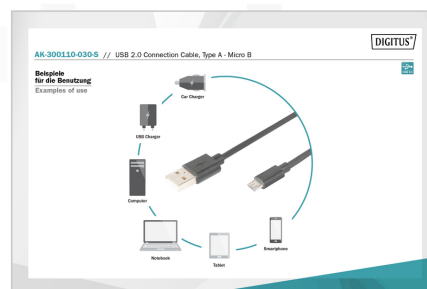 DIGITUS®
AK-300110-030-S // USB 2.0 Connection Cable, Type A - Micro B
Beispiele
für die Benutzung
Examples of use
Car Charger
USB Charger
Computer
Notebook
Tablet
Smartphone